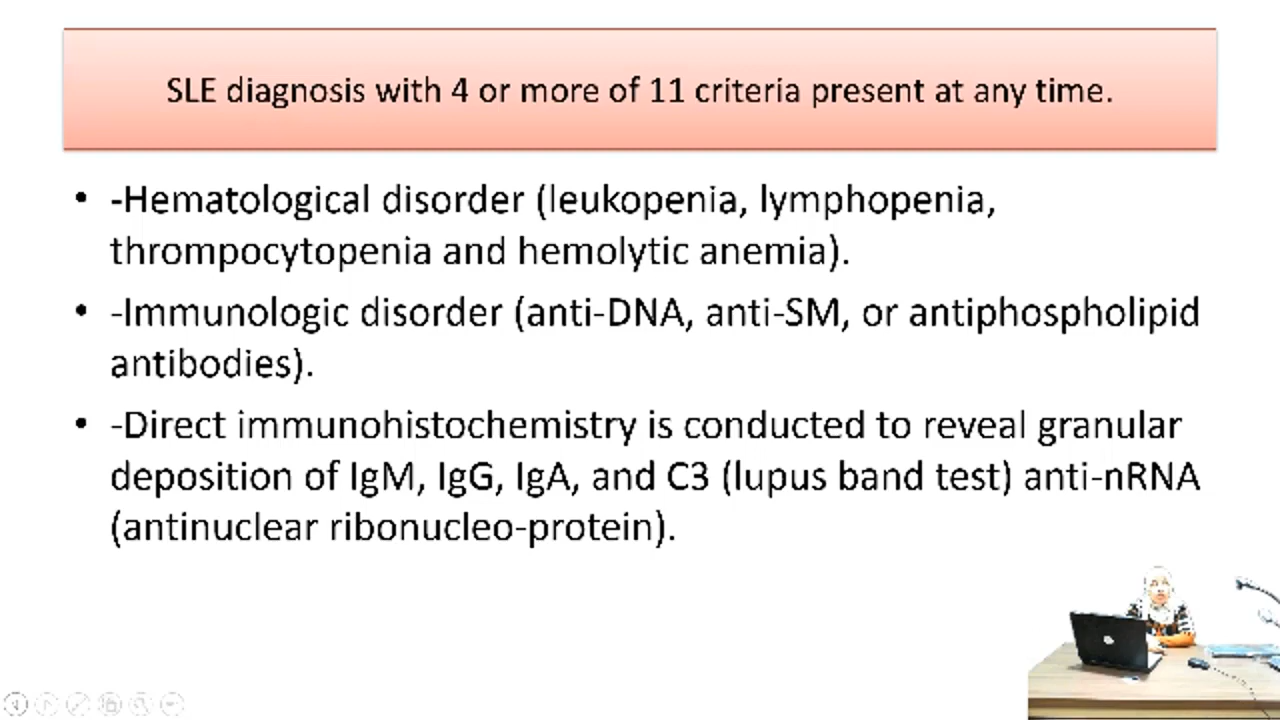 SLE diagnosis with 4 or more of 11 criteria present at any time.
• -Hematological disorder (leukopenia, lymphopenia,
thrompocytopenia and hemolytic anemia).
• -Immunologic disorder (anti-DNA, anti-SM, or antiphospholipid
antibodies).
• -Direct immunohistochemistry is conducted to reveal granular
deposition of IgM, IgG, IgA, and C3 (lupus band test) anti-nRNA
(antinuclear ribonucleo-protein).